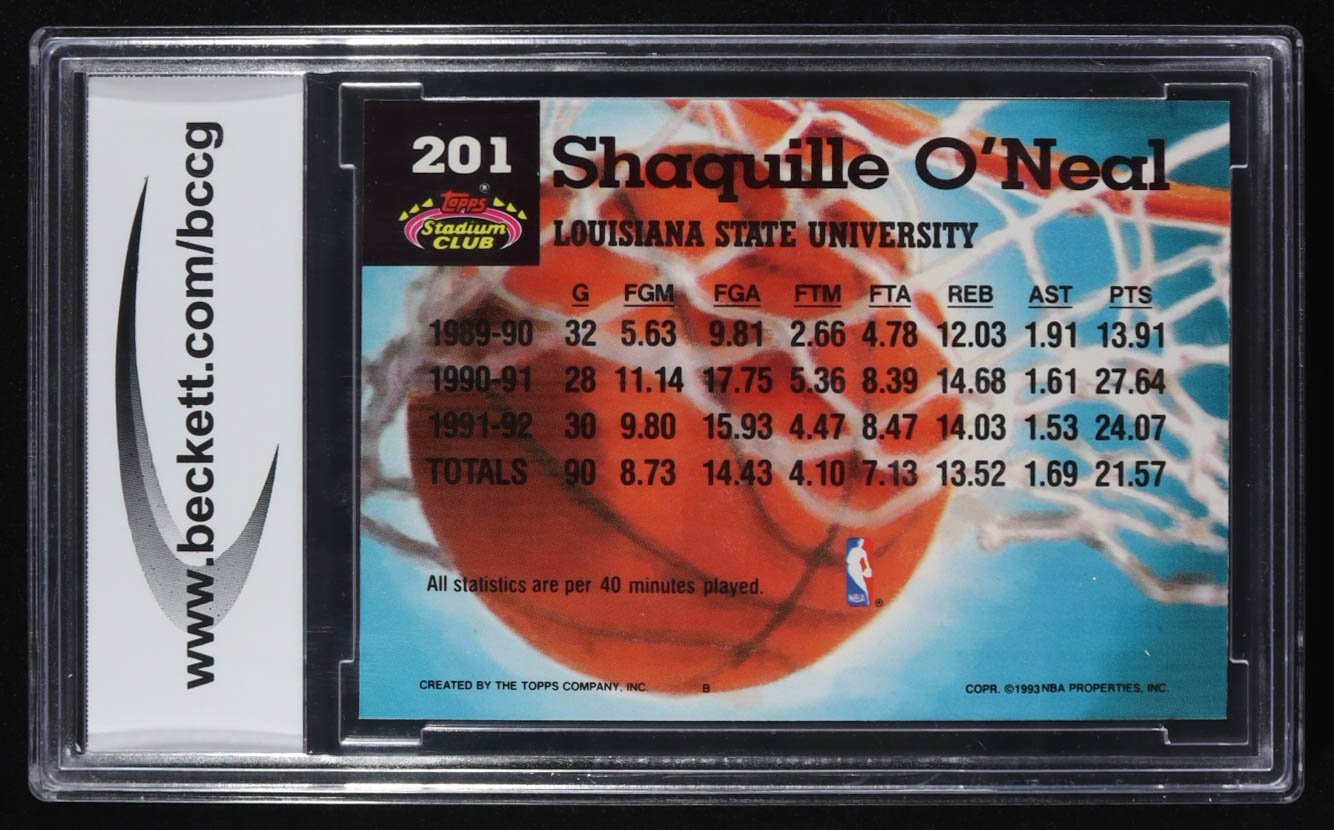 www.beckett.com/bccg
201
Topps®
Stadium
CLUB
Shaquille O'Neal
LOUISIANA STATE UNIVERSITY
G FGM FGA FTM FTA REB AST PTS
1989-90 32 5.63 9.81 2.66 4.78 12.03 1.91 13.91
1990-91 28 11.14 17.75 5.36 8.39 14.68 1.61 27.64
1991-92 30 9.80 15.93 4.47 8.47 14.03 1.53 24.07
TOTALS 90 8.73 14.43 4.10 7.13 13.52 1.69 21.57
All statistics are per 40 minutes played.
NBA ®
CREATED BY THE TOPPS COMPANY, INC. B COPR. ©1993 NBA PROPERTIES, INC.